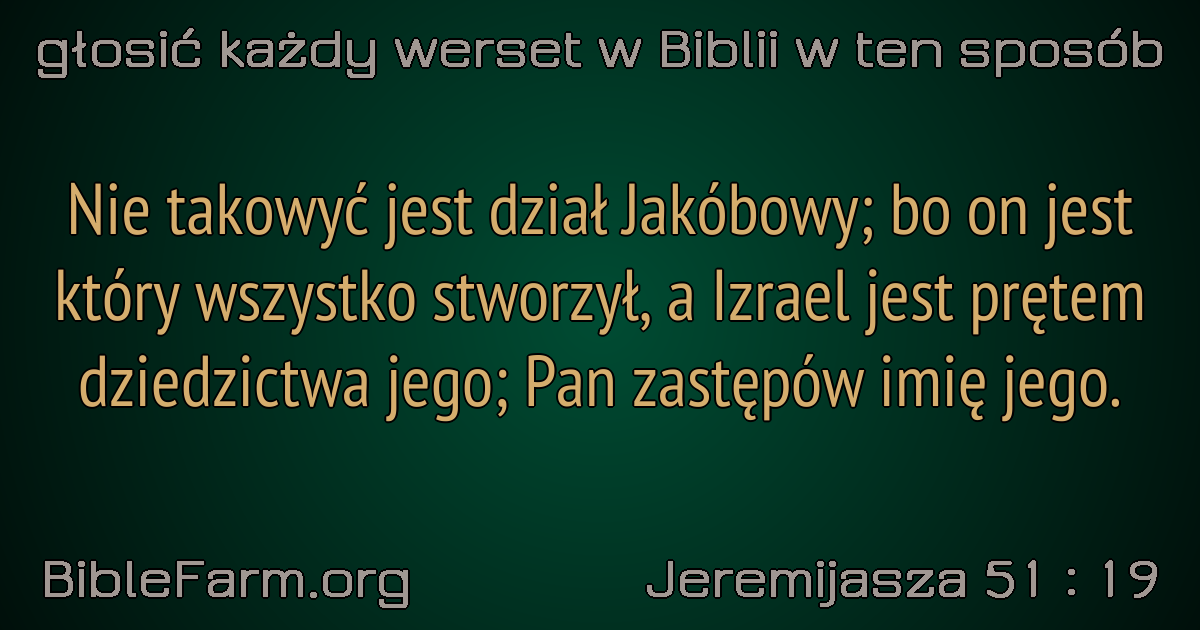 głosić każdy werset w Biblii w ten sposób
Nie takowyć jest dział Jakóbowy; bo on jest
który wszystko stworzył, a Izrael jest prętem
dziedzictwa jego; Pan zastępów imię jego.
BibleFarm.org
Jeremijasza 51 : 19